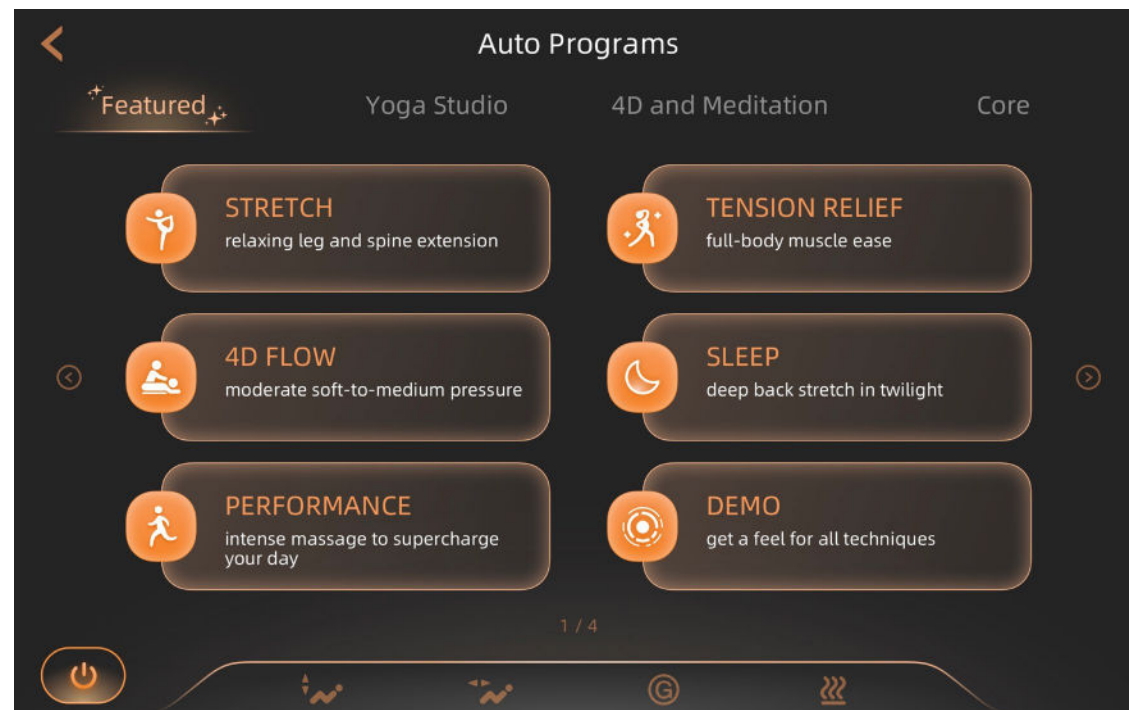 Auto Programs
Featured
Yoga Studio
4D and Meditation
Core
STRETCH
relaxing leg and spine extension
TENSION RELIEF
full-body muscle ease
4D FLOW
moderate soft-to-medium pressure
SLEEP
deep back stretch in twilight
PERFORMANCE
intense massage to supercharge
your day
DEMO
get a feel for all techniques
1 / 4
G